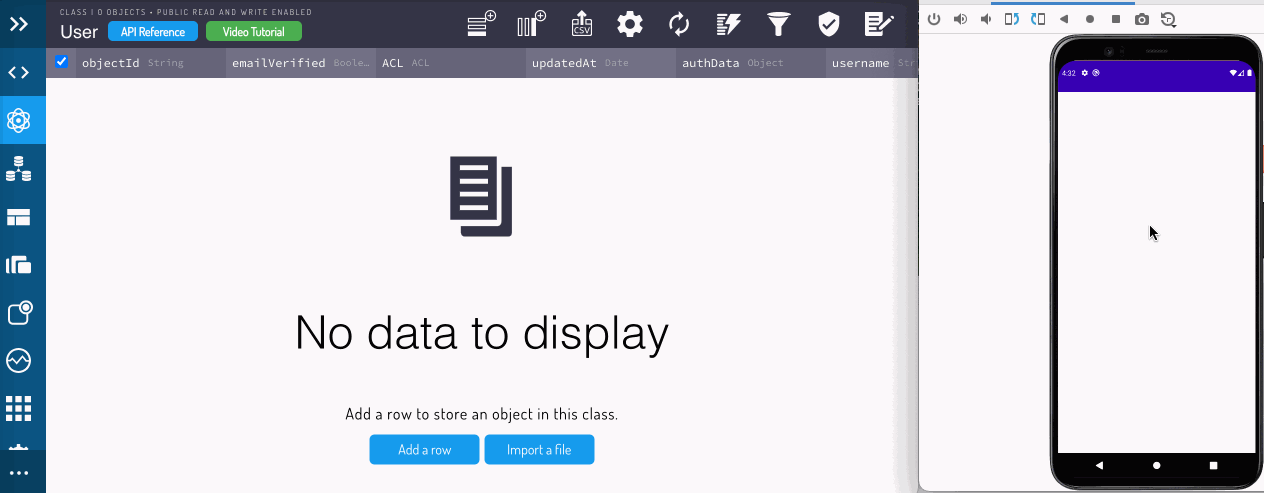 CLASS | 0 OBJECTS • PUBLIC READ AND WRITE ENABLED
User API Reference Video Tutorial
CSV
objectId String emailVerified Boole… ACL ACL updatedAt Date authData Object username Str
4:32
No data to display
Add a row to store an object in this class.
Add a row Import a file